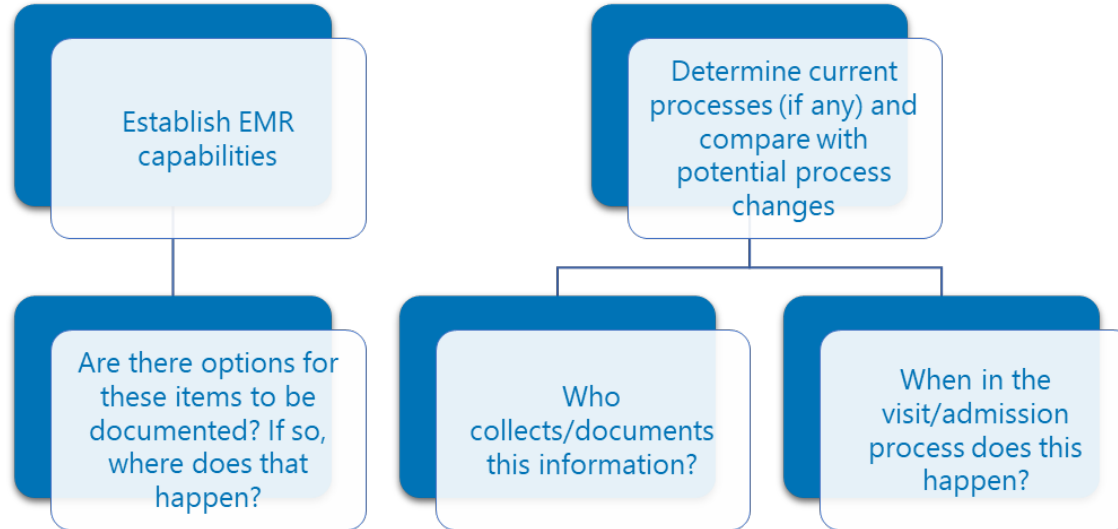 Establish EMR
capabilities
Determine current
processes (if any) and
compare with
potential process
changes
Are there options for
these items to be
documented? If so,
where does that
happen?
Who
collects/documents
this information?
When in the
visit/admission
process does this
happen?